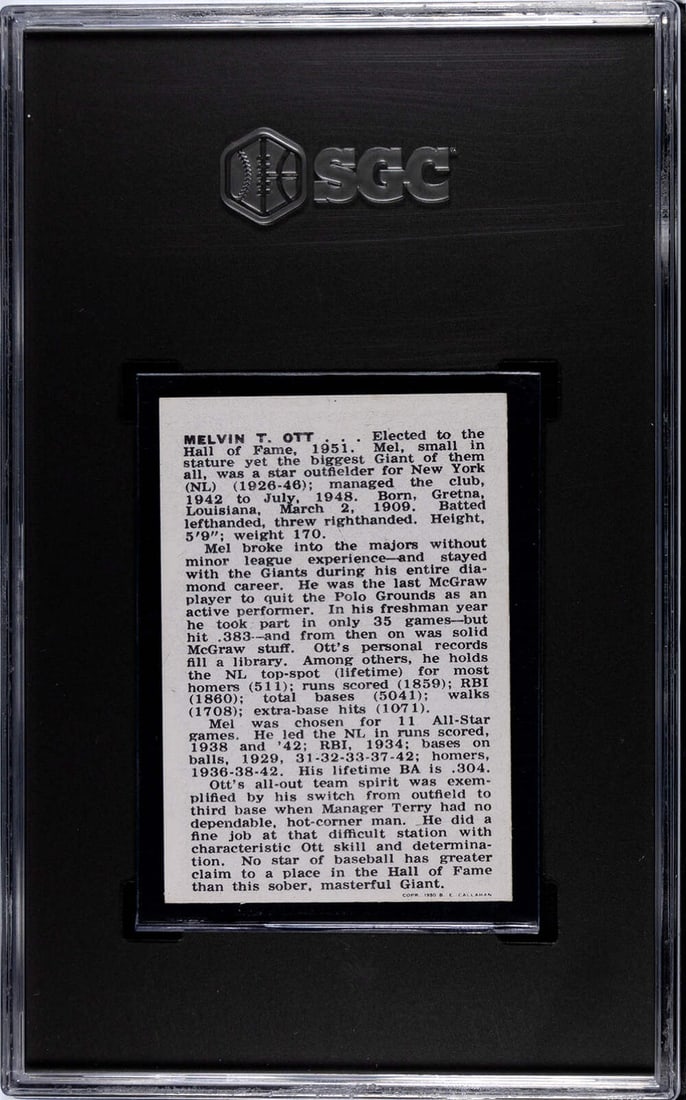 SGC
MELVIN T. OTT . . . Elected to the
Hall of Fame, 1951. Mel, small in
stature yet the biggest Giant of them
all, was a star outfielder for New York
(NL) (1926-46); managed the club,
1942 to July, 1948. Born, Gretna,
Louisiana, March 2, 1909. Batted
lefthanded, threw righthanded. Height,
5'9"; weight 170.
Mel broke into the majors without
minor league experience—and stayed
with the Giants during his entire dia-
mond career. He was the last McGraw
player to quit the Polo Grounds as an
active performer. In his freshman year
he took part in only 35 games—but
hit .383—and from then on was solid
McGraw stuff. Ott's personal records
fill a library. Among others, he holds
the NL top-spot (lifetime) for most
homers (511); runs scored (1859); RBI
(1860); total bases (5041); walks
(1708); extra-base hits (1071).
Mel was chosen for 11 All-Star
games. He led the NL in runs scored,
1938 and '42; RBI, 1934; bases on
balls, 1929, 31-32-33-37-42; homers,
1936-38-42. His lifetime BA is .304.
Ott's all-out team spirit was exem-
plified by his switch from outfield to
third base when Manager Terry had no
dependable, hot-corner man. He did a
fine job at that difficult station with
characteristic Ott skill and determina-
tion. No star of baseball has greater
claim to a place in the Hall of Fame
than this sober, masterful Giant.
COPR. 1950 B. E. CALLAHAN